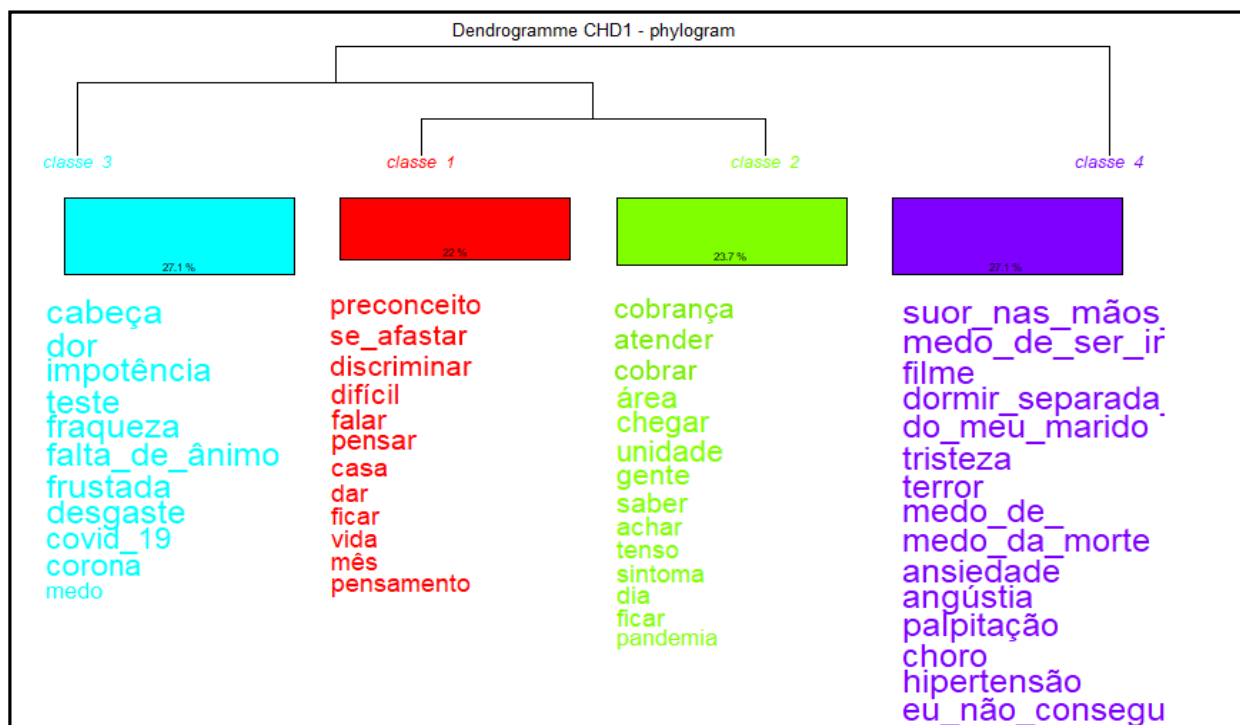 Dendrogramme CHD1 - phylogram
classe 3
classe 1
classe 2
classe 4
27.1 %
22 %
23.7 %
27.1 %
cabeça
dor
impotência
teste
fraqueza
falta_de_ânimo
frustada
desgaste
covid_19
corona
medo
preconceito
se_afastar
discriminar
difícil
falar
pensar
casa
dar
ficar
vida
mês
pensamento
cobrança
atender
cobrar
área
chegar
unidade
gente
saber
achar
tenso
sintoma
dia
ficar
pandemia
suor_nas_mãos_
medo_de_ser_ir
filme
dormir_separada_
do_meu_marido
tristeza
terror
medo_de_
medo_da_morte
ansiedade
angústia
palpitação
choro
hipertensão
eu_não_consegu